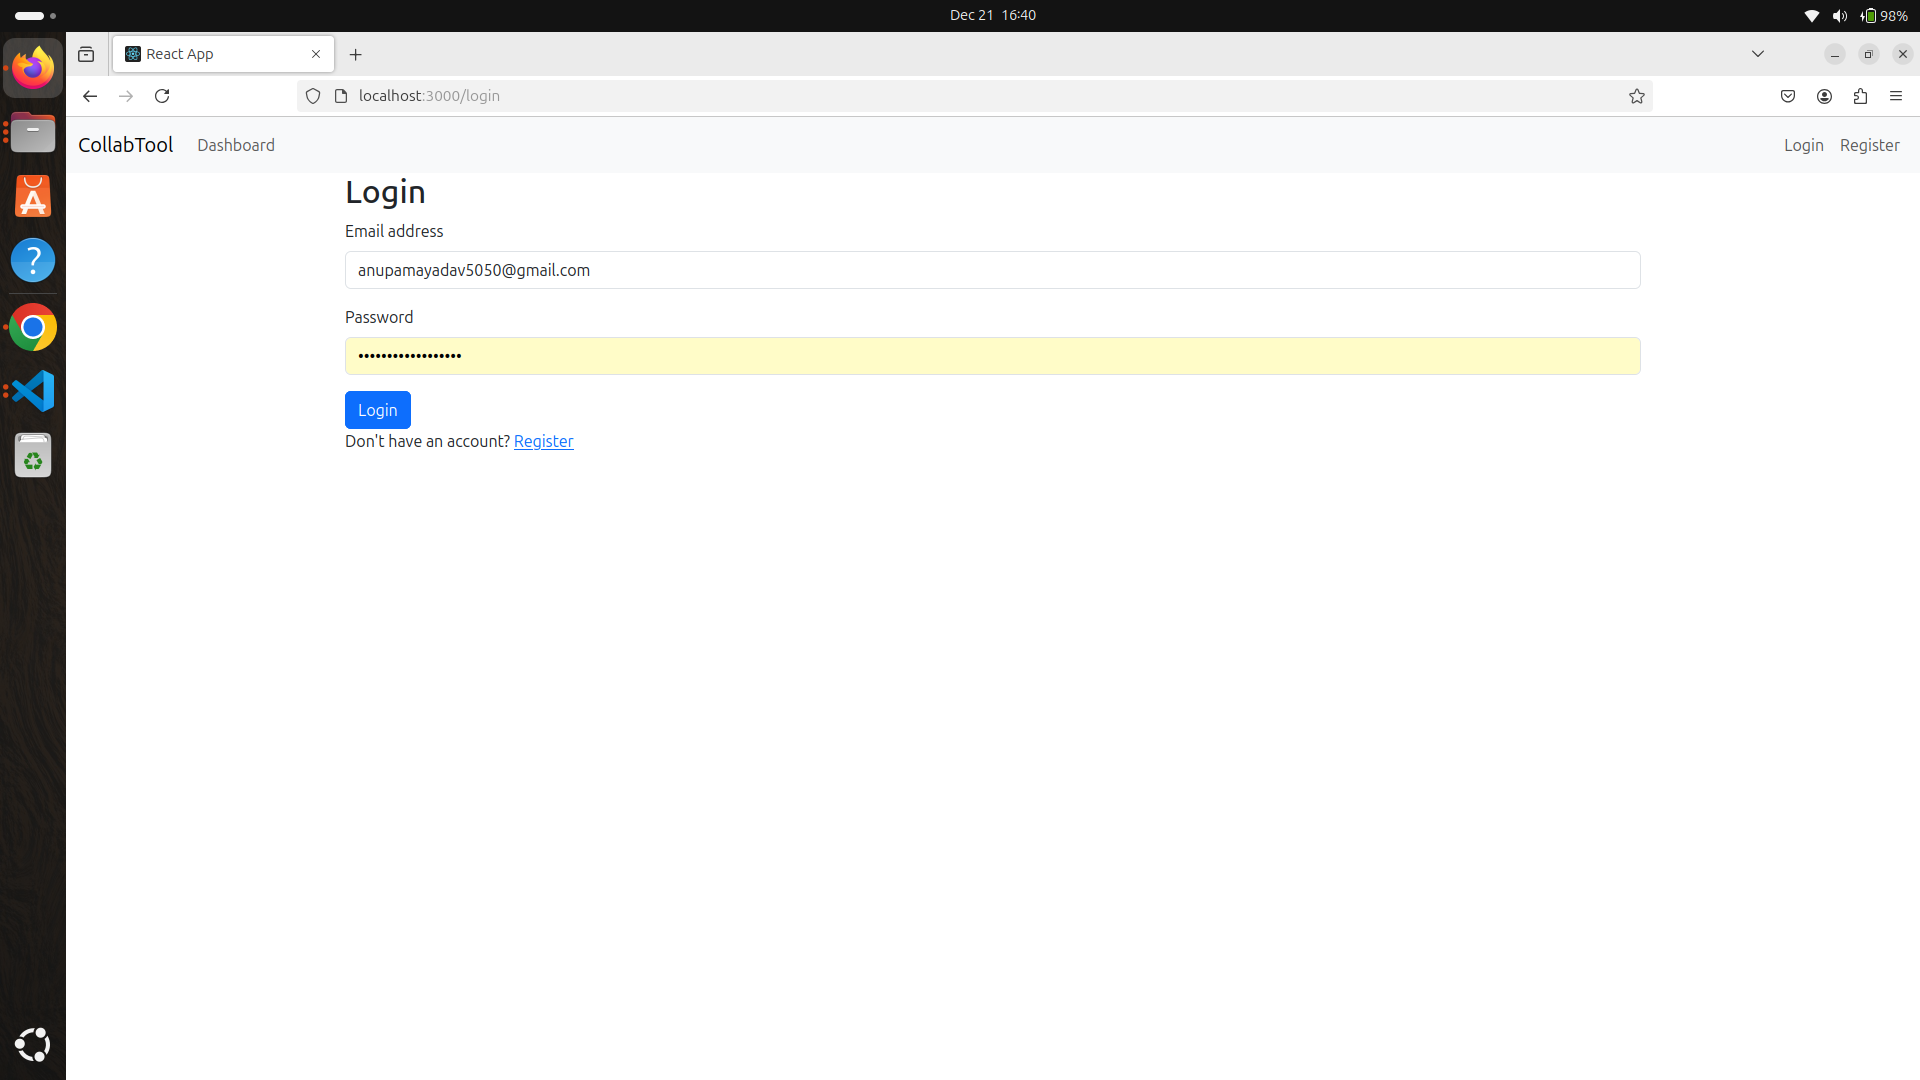 Dec 21 16:40
98%
React App
localhost:3000/login
CollabTool Dashboard Login Register
Login
Email address
anupamayadav5050@gmail.com
Password
••••••••••••••••••
Login
Don't have an account? Register